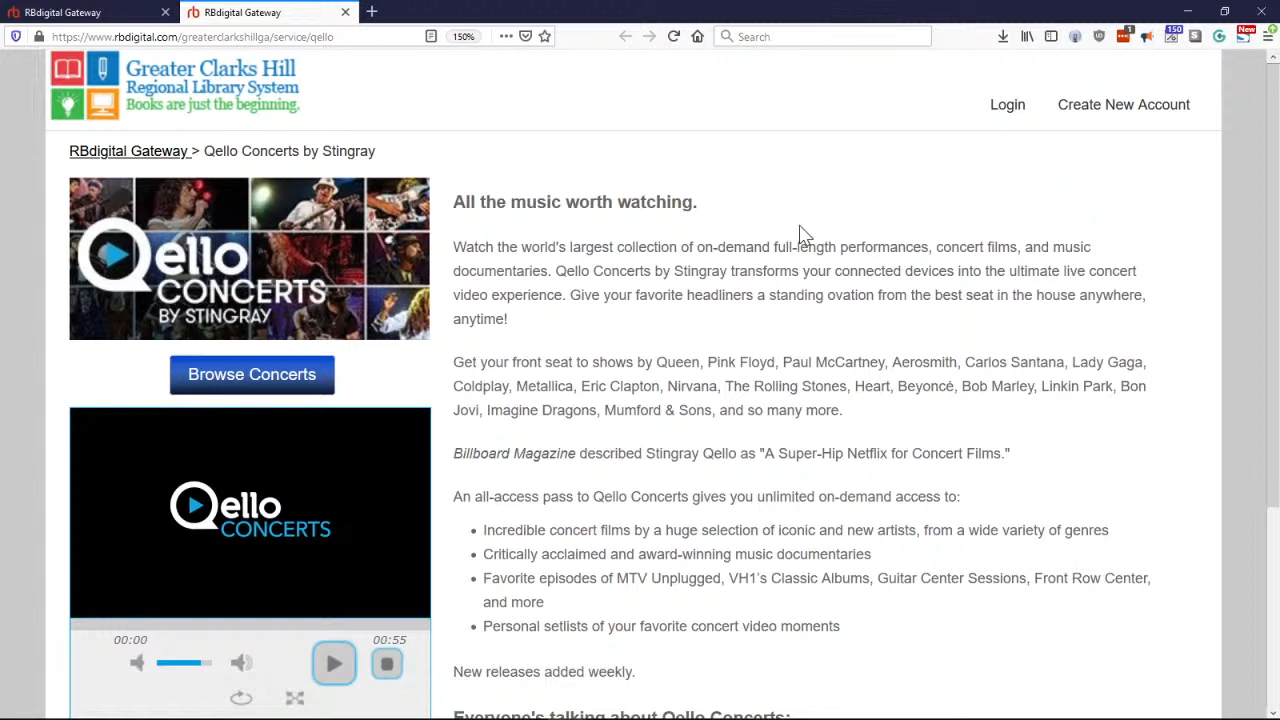 RBdigital Gateway
RBdigital Gateway
https://www.rbdigital.com/greaterclarkshillga/service/qello
150%
Search
1
150
New
Greater Clarks Hill
Regional Library System
Books are just the beginning.
Login
Create New Account
RBdigital Gateway > Qello Concerts by Stingray
Qello
CONCERTS
BY STINGRAY
Browse Concerts
Qello
CONCERTS
00:00
00:55
All the music worth watching.
Watch the world's largest collection of on-demand full-length performances, concert films, and music
documentaries. Qello Concerts by Stingray transforms your connected devices into the ultimate live concert
video experience. Give your favorite headliners a standing ovation from the best seat in the house anywhere,
anytime!
Get your front seat to shows by Queen, Pink Floyd, Paul McCartney, Aerosmith, Carlos Santana, Lady Gaga,
Coldplay, Metallica, Eric Clapton, Nirvana, The Rolling Stones, Heart, Beyoncé, Bob Marley, Linkin Park, Bon
Jovi, Imagine Dragons, Mumford & Sons, and so many more.
Billboard Magazine described Stingray Qello as "A Super-Hip Netflix for Concert Films."
An all-access pass to Qello Concerts gives you unlimited on-demand access to:
• Incredible concert films by a huge selection of iconic and new artists, from a wide variety of genres
• Critically acclaimed and award-winning music documentaries
• Favorite episodes of MTV Unplugged, VH1's Classic Albums, Guitar Center Sessions, Front Row Center,
and more
• Personal setlists of your favorite concert video moments
New releases added weekly.
Everyone's talking about Qello Concerts: